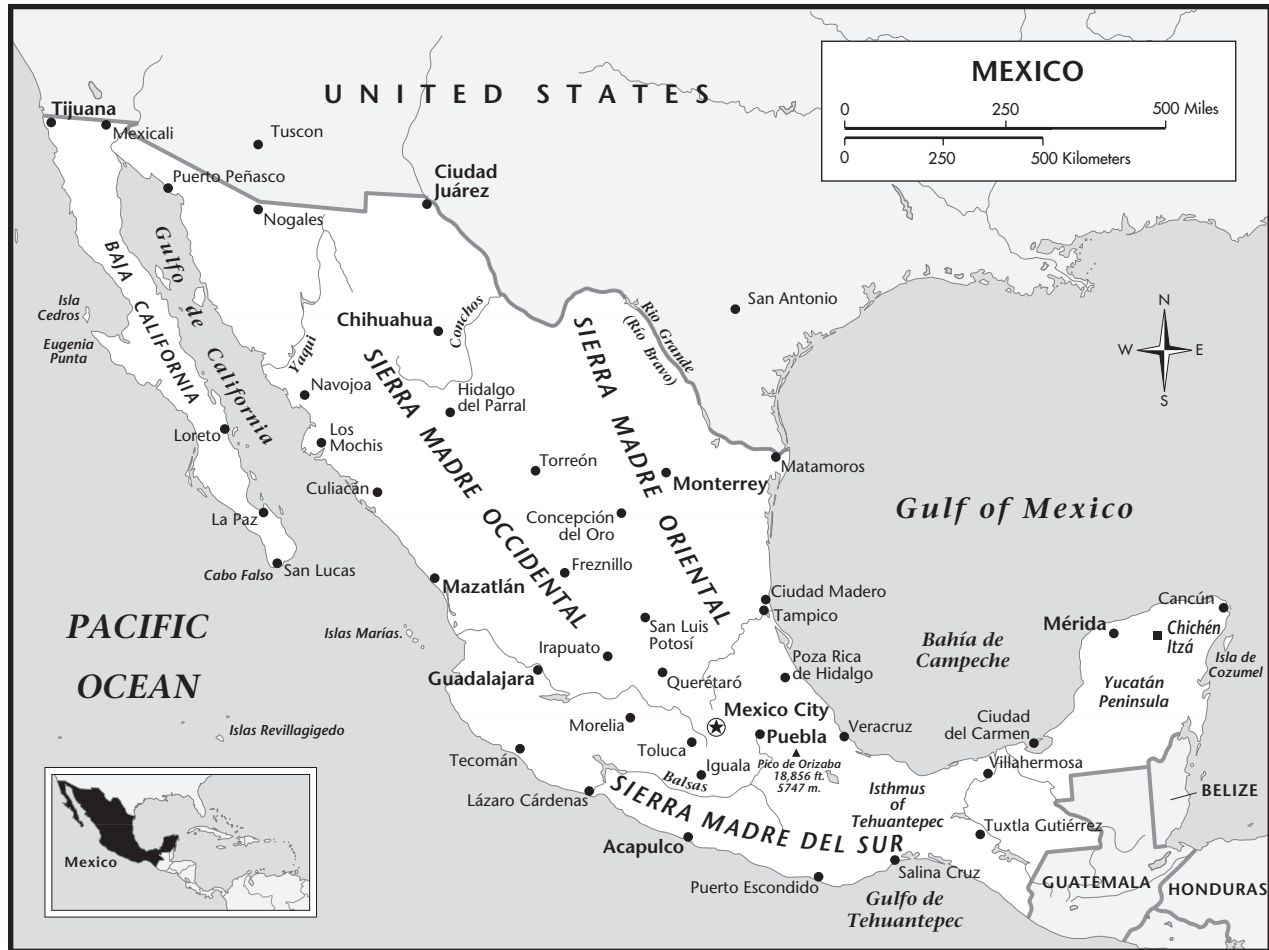 MEXICO
0 250 500 Miles
0 250 500 Kilometers
UNITED STATES
Tijuana
Mexicali
Tuscon
Puerto Peñasco
Nogales
Ciudad
Juárez
San Antonio
N
W E
S
BAJA CALIFORNIA
Gulfo de California
Isla
Cedros
Eugenia
Punta
Chihuahua
Conchos
Yaqui
Rio Grande
(Río Bravo)
SIERRA MADRE OCCIDENTAL
SIERRA MADRE ORIENTAL
Navojoa
Hidalgo
del Parral
Los
Mochis
Loreto
Torreón
Monterrey
Matamoros
Culiacán
La Paz
Concepción
del Oro
Gulf of Mexico
Cabo Falso
San Lucas
Freznillo
Mazatlán
Ciudad Madero
Tampico
PACIFIC
OCEAN
Islas Marías.
San Luis
Potosí
Irapuato
Guadalajara
Querétaro
Poza Rica
de Hidalgo
Bahía de
Campeche
Mérida
Cancún
Chichén
Itzá
Isla de
Cozumel
Yucatán
Peninsula
Islas Revillagigedo
Morelia
Mexico City
Toluca
Puebla
Veracruz
Ciudad
del Carmen
Tecomán
Iguala
Pico de Orizaba
18,856 ft.
5747 m.
Villahermosa
Balsas
Lázaro Cárdenas
SIERRA MADRE DEL SUR
Isthmus
of
Tehuantepec
BELIZE
Tuxtla Gutiérrez
Acapulco
Puerto Escondido
Salina Cruz
Gulfo de
Tehuantepec
GUATEMALA
HONDURAS
Mexico